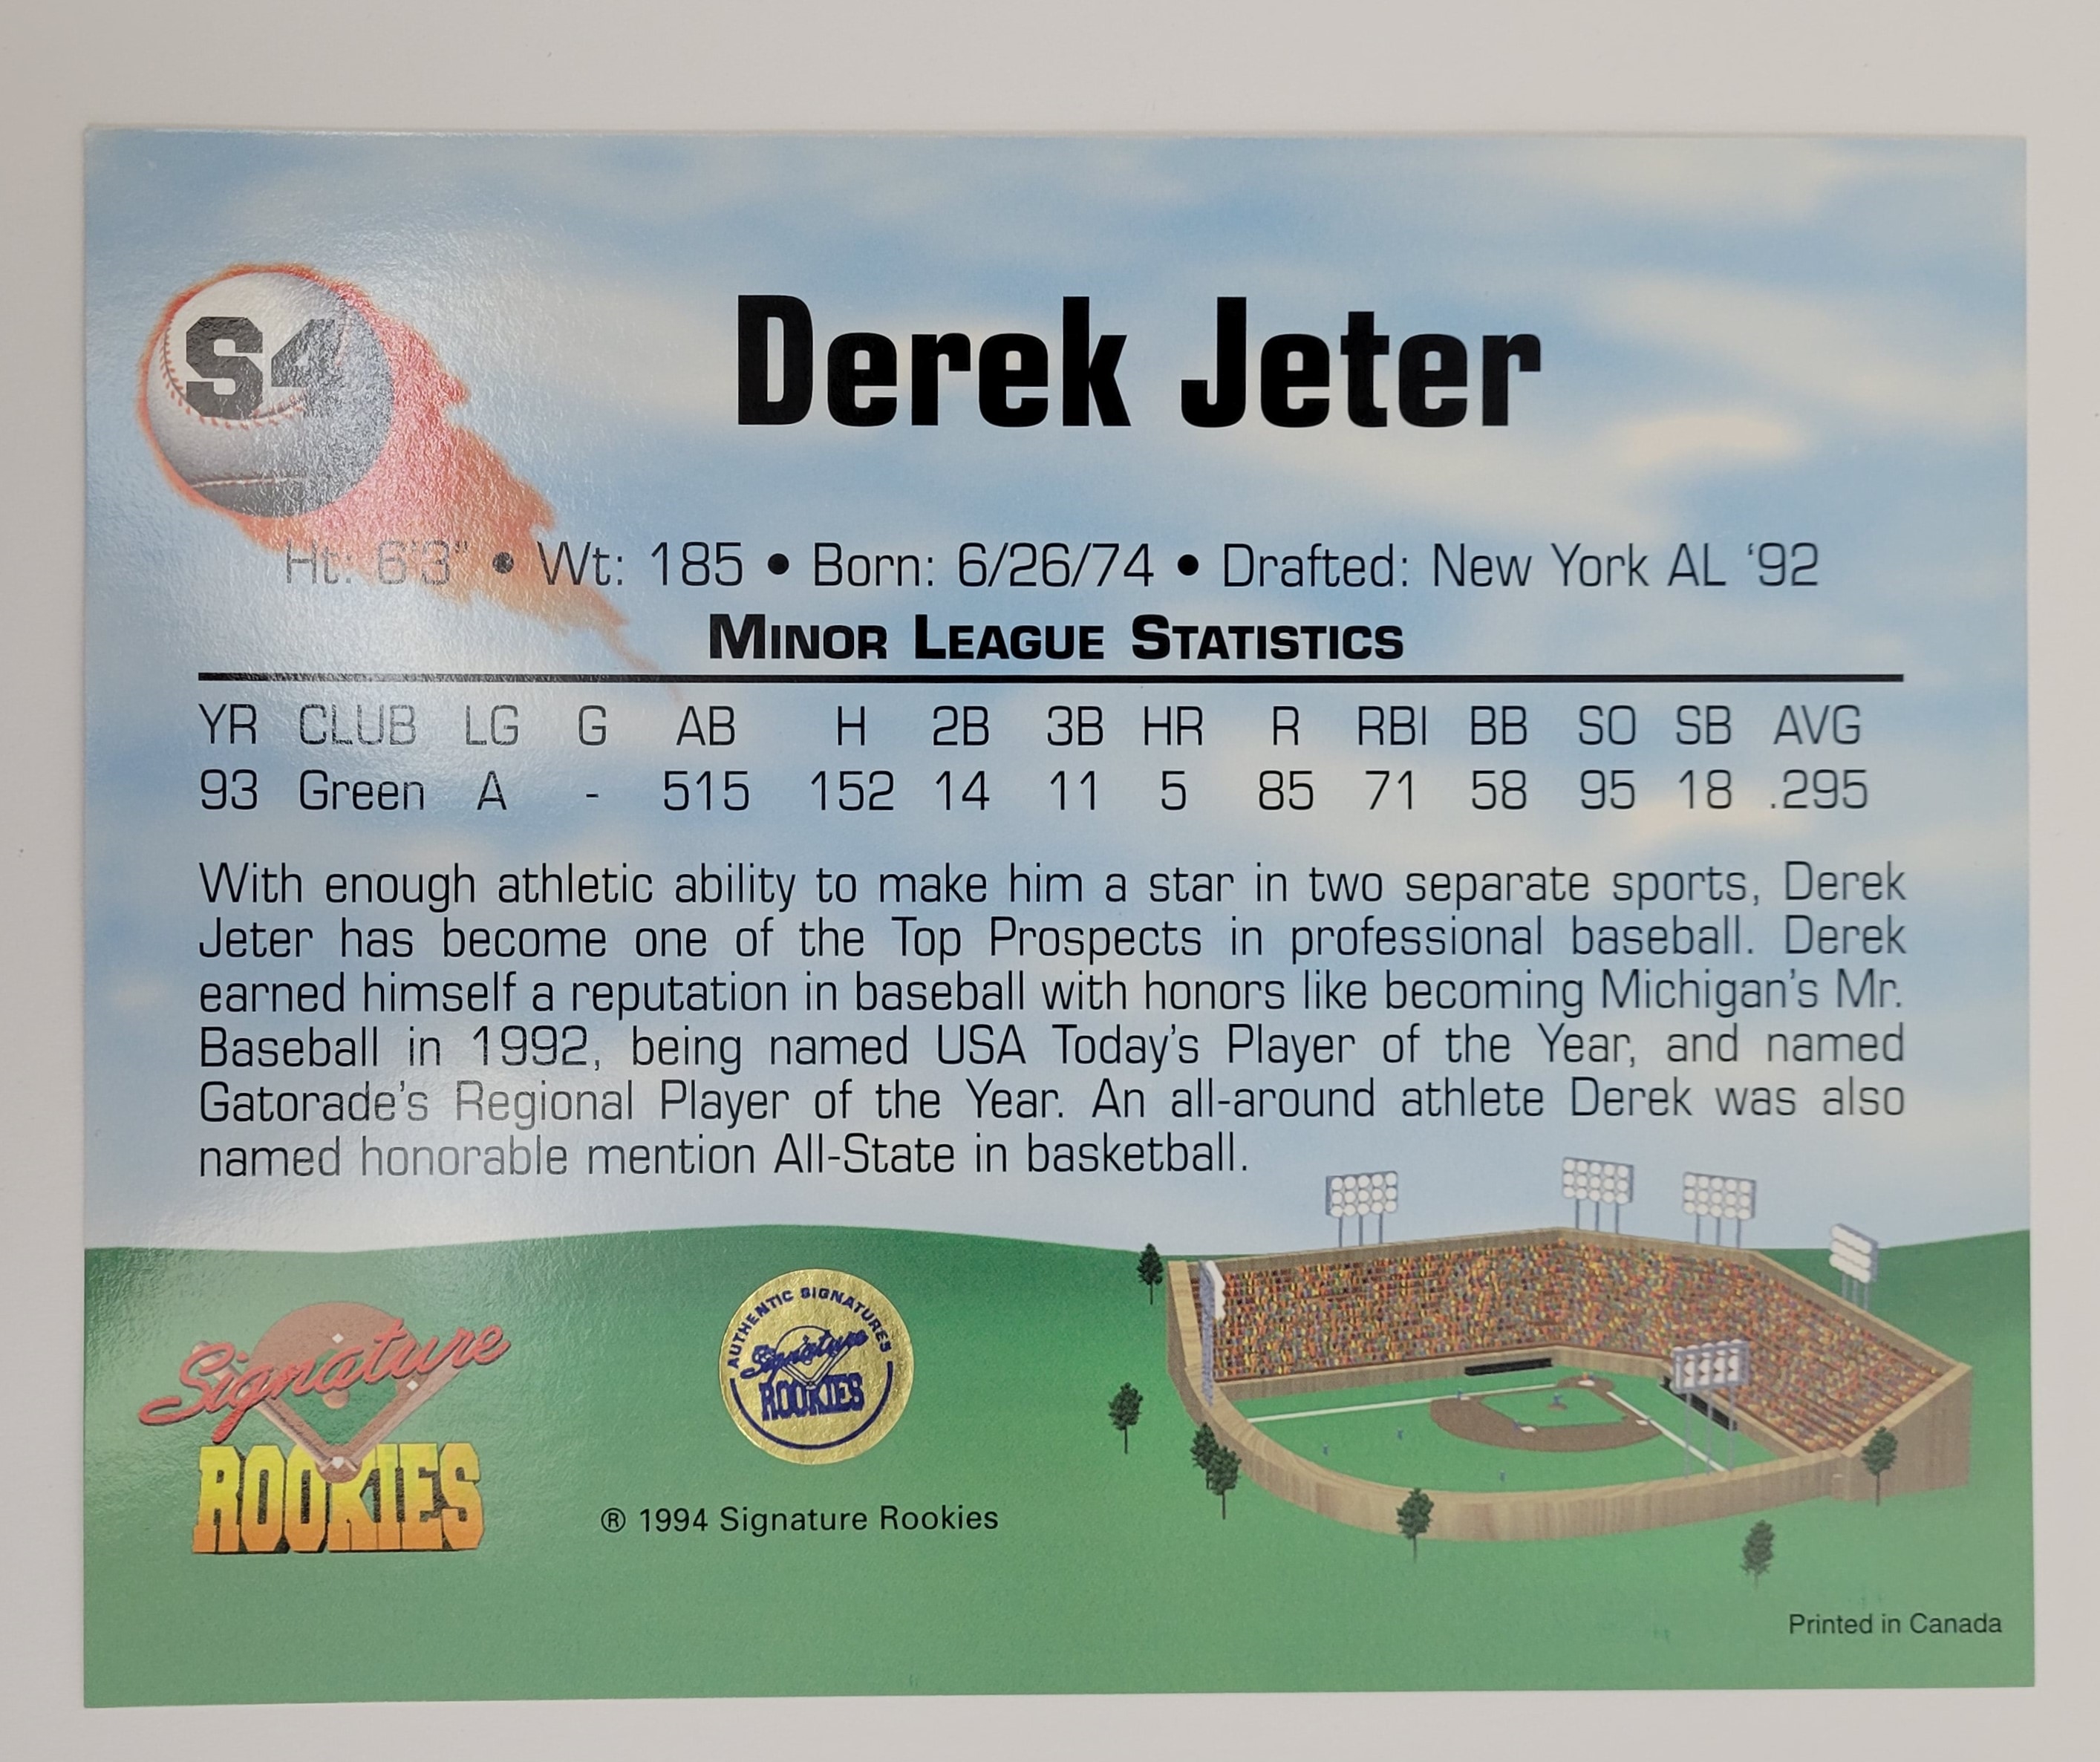 S4
Derek Jeter
Ht: 6'3" • Wt: 185 • Born: 6/26/74 • Drafted: New York AL '92
MINOR LEAGUE STATISTICS
YR CLUB LG G AB H 2B 3B HR R RBI BB SO SB AVG
93 Green A - 515 152 14 11 5 85 71 58 95 18 .295
With enough athletic ability to make him a star in two separate sports, Derek
Jeter has become one of the Top Prospects in professional baseball. Derek
earned himself a reputation in baseball with honors like becoming Michigan's Mr.
Baseball in 1992, being named USA Today's Player of the Year, and named
Gatorade's Regional Player of the Year. An all-around athlete Derek was also
named honorable mention All-State in basketball.
Signature
ROOKIES
AUTHENTIC SIGNATURES
Signature
ROOKIES
® 1994 Signature Rookies
Printed in Canada